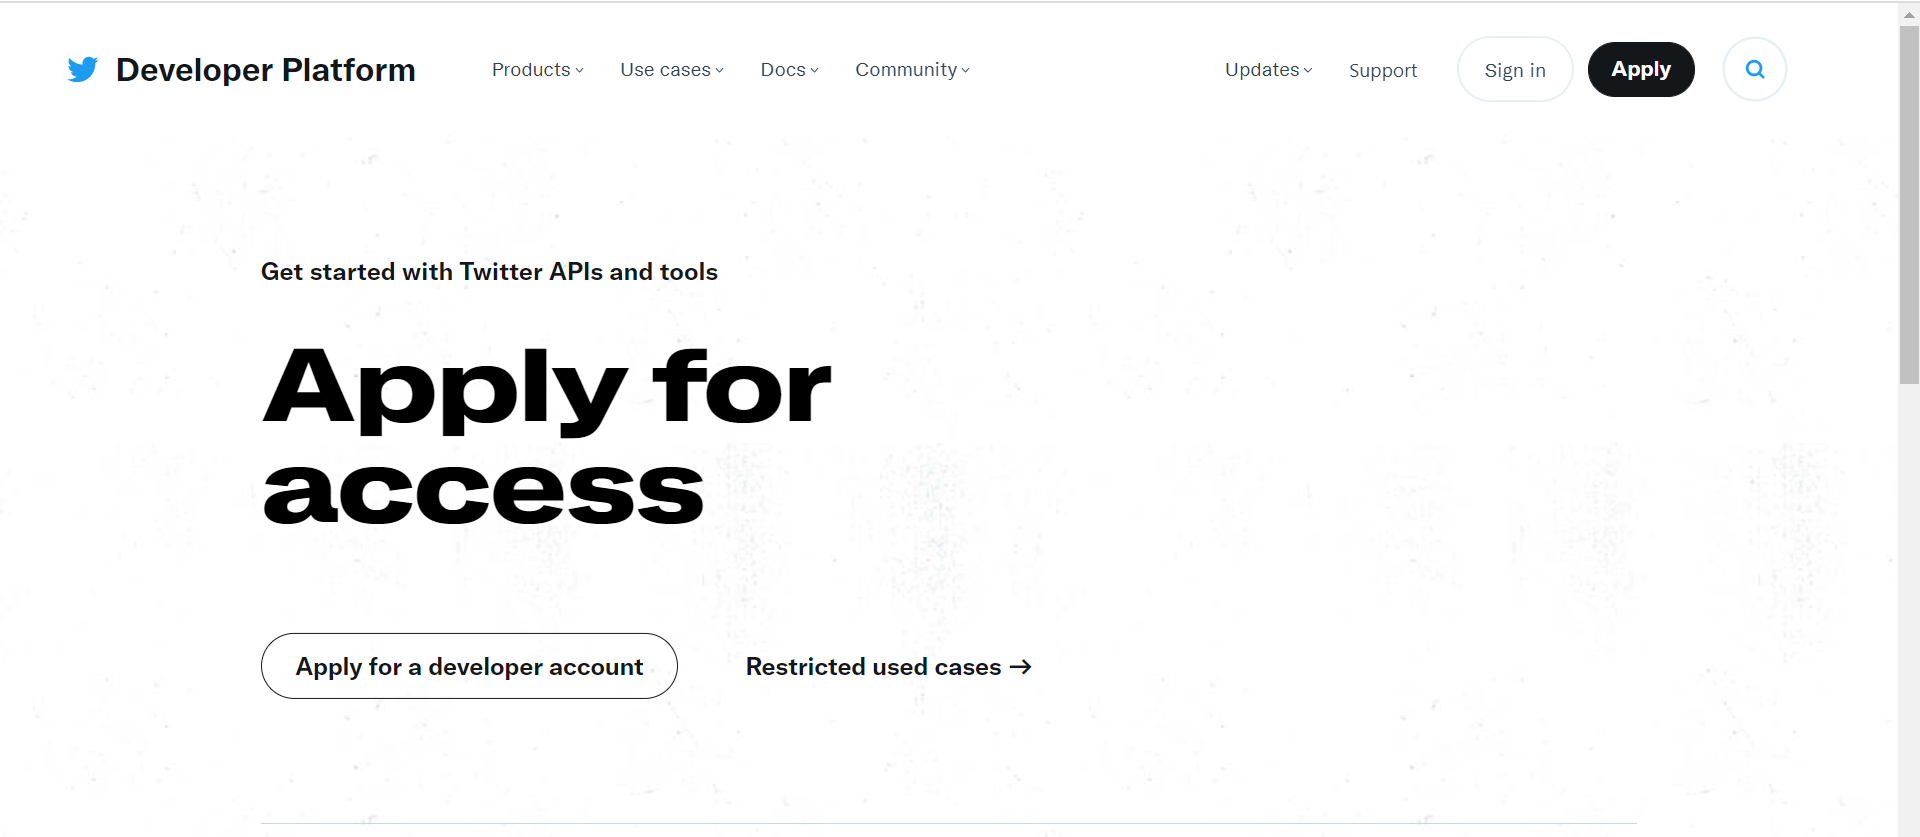 Developer Platform
Products
Use cases
Docs
Community
Updates
Support
Sign in
Apply
Get started with Twitter APIs and tools
Apply for
access
Apply for a developer account
Restricted used cases →